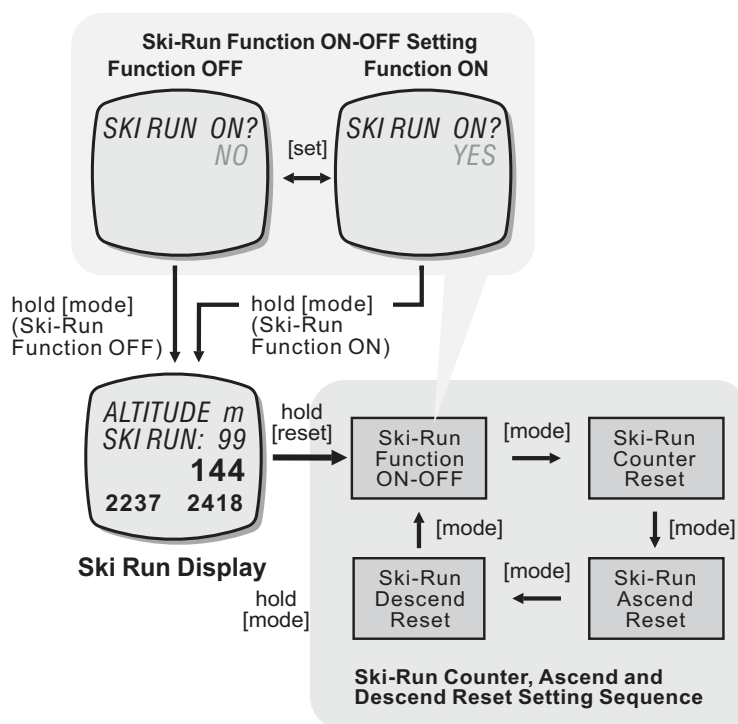 Ski-Run Function ON-OFF Setting
Function OFF
Function ON
SKI RUN ON?
NO
[set]
SKI RUN ON?
YES
hold [mode]
(Ski-Run
Function OFF)
hold [mode]
(Ski-Run
Function ON)
ALTITUDE m
SKI RUN: 99
144
2237 2418
Ski Run Display
hold
[reset]
Ski-Run
Function
ON-OFF
[mode]
Ski-Run
Counter
Reset
[mode]
[mode]
Ski-Run
Descend
Reset
[mode]
Ski-Run
Ascend
Reset
hold
[mode]
Ski-Run Counter, Ascend and
Descend Reset Setting Sequence